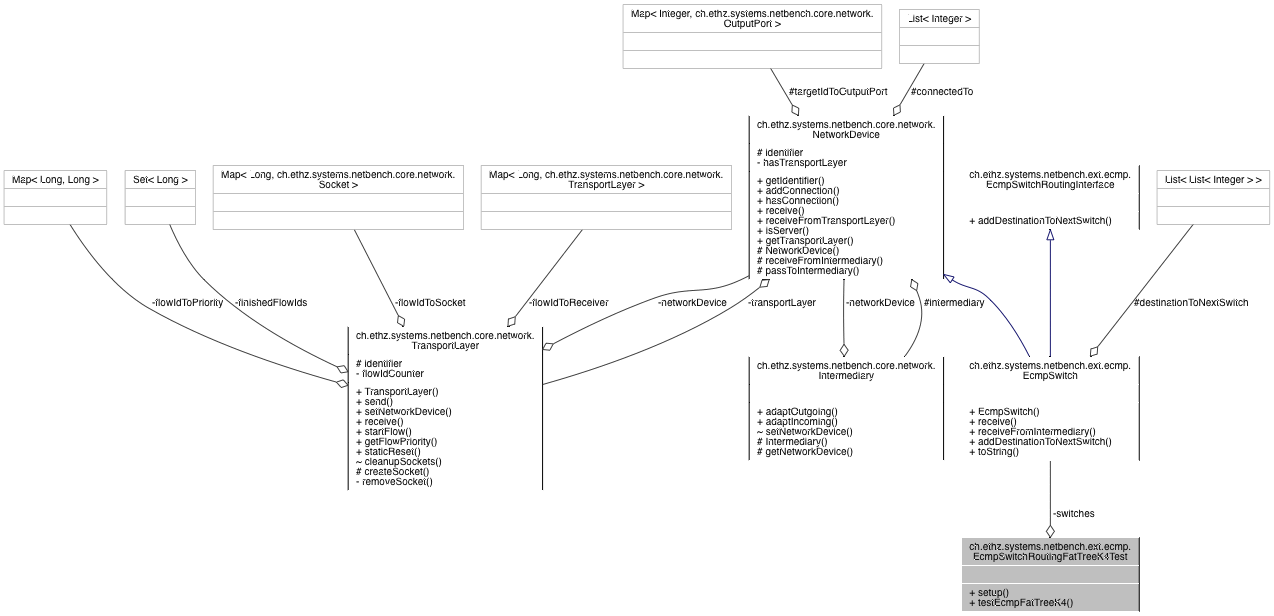 Map< Integer, ch.ethz.systems.netbench.core.network.
OutputPort >
List< Integer >
#targetIdToOutputPort
#connectedTo
ch.ethz.systems.netbench.core.network.
NetworkDevice
# identifier
- hasTransportLayer
+ getIdentifier()
+ addConnection()
+ hasConnection()
+ receive()
+ receiveFromTransportLayer()
+ isServer()
+ getTransportLayer()
# NetworkDevice()
# receiveFromIntermediary()
# passToIntermediary()
Map< Long, Long >
Set< Long >
Map< Long, ch.ethz.systems.netbench.core.network.
Socket >
Map< Long, ch.ethz.systems.netbench.core.network.
TransportLayer >
ch.ethz.systems.netbench.ext.ecmp.
EcmpSwitchRoutingInterface
+ addDestinationToNextSwitch()
List< List< Integer > >
-flowIdToPriority
-finishedFlowIds
-flowIdToSocket
-flowIdToReceiver
-networkDevice
-transportLayer
-networkDevice
#intermediary
#destinationToNextSwitch
ch.ethz.systems.netbench.core.network.
TransportLayer
# identifier
- flowIdCounter
+ TransportLayer()
+ send()
+ setNetworkDevice()
+ receive()
+ startFlow()
+ getFlowPriority()
+ staticReset()
~ cleanupSockets()
# createSocket()
- removeSocket()
ch.ethz.systems.netbench.core.network.
Intermediary
+ adaptOutgoing()
+ adaptIncoming()
~ setNetworkDevice()
# Intermediary()
# getNetworkDevice()
ch.ethz.systems.netbench.ext.ecmp.
EcmpSwitch
+ EcmpSwitch()
+ receive()
+ receiveFromIntermediary()
+ addDestinationToNextSwitch()
+ toString()
-switches
ch.ethz.systems.netbench.ext.ecmp.
EcmpSwitchRoutingFatTreeK4Test
+ setup()
+ testEcmpFatTreeK4()